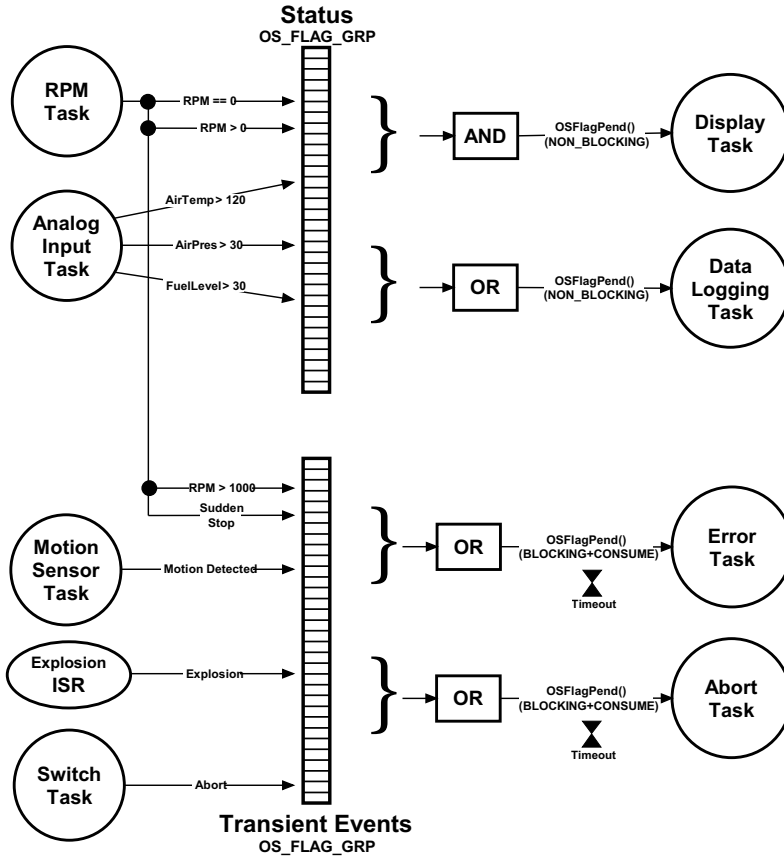 Status
OS_FLAG_GRP
RPM
Task
RPM == 0
RPM > 0
AND
OSFlagPend()
(NON_BLOCKING)
Display
Task
Analog
Input
Task
AirTemp > 120
AirPres > 30
FuelLevel > 30
OR
OSFlagPend()
(NON_BLOCKING)
Data
Logging
Task
RPM > 1000
Sudden
Stop
Motion
Sensor
Task
Motion Detected
OR
OSFlagPend()
(BLOCKING+CONSUME)
Timeout
Error
Task
Explosion
ISR
Explosion
OR
OSFlagPend()
(BLOCKING+CONSUME)
Timeout
Abort
Task
Switch
Task
Abort
Transient Events
OS_FLAG_GRP